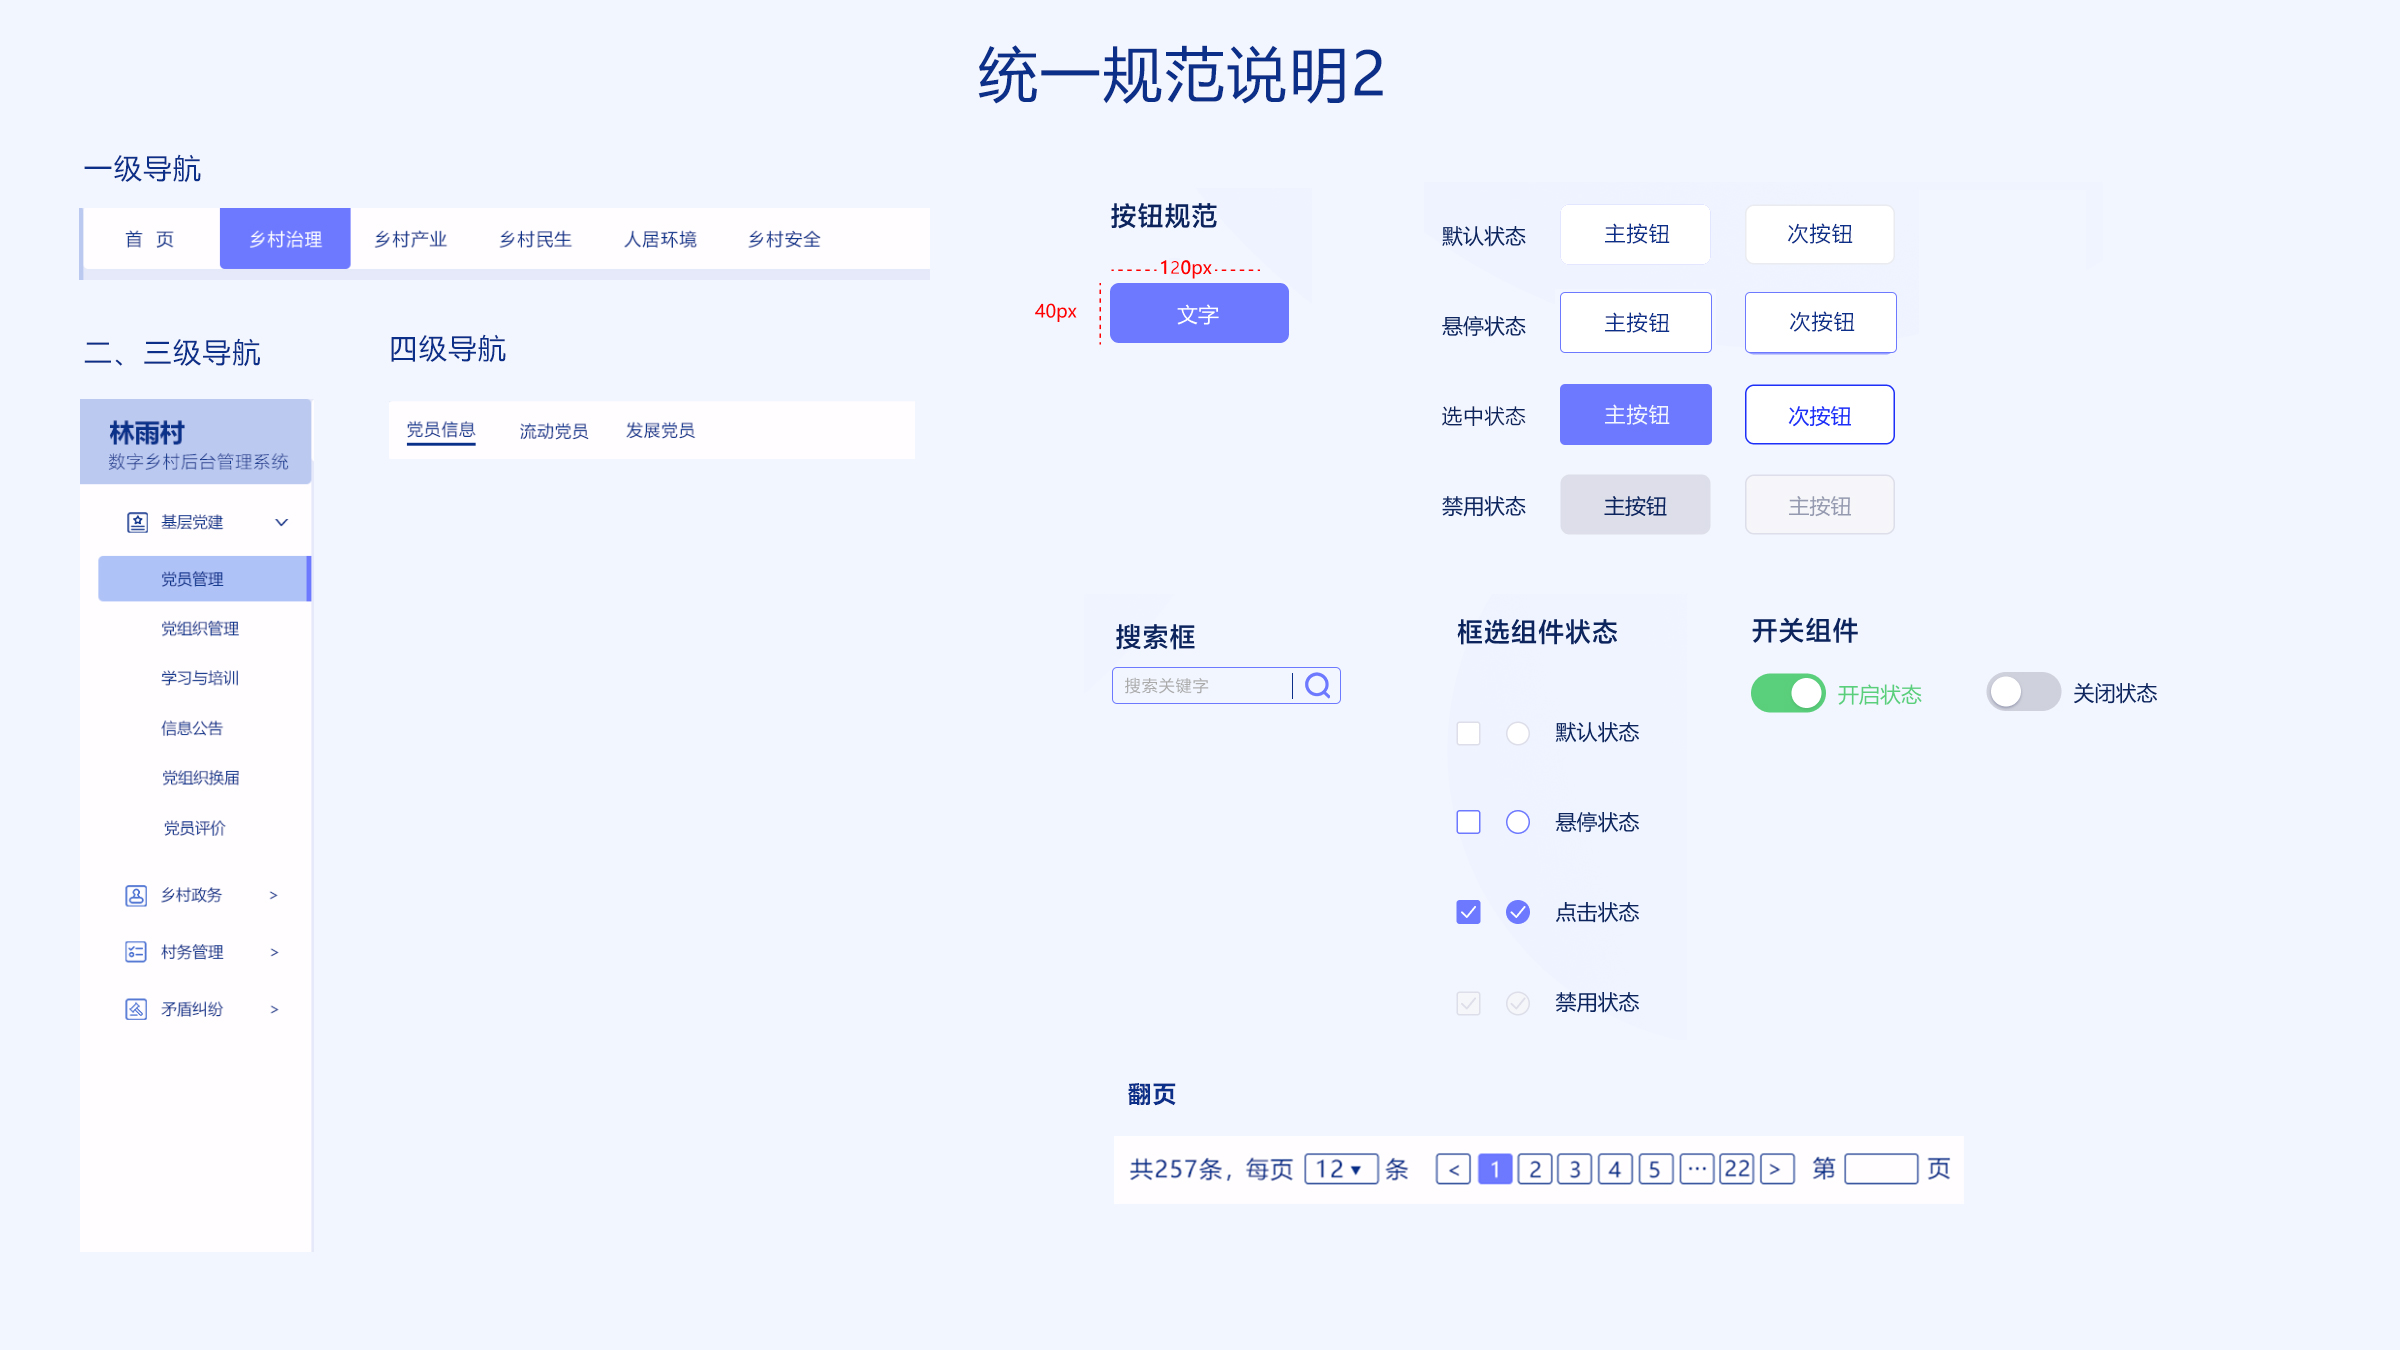 统一规范说明2
一级导航
首 页 乡村治理 乡村产业 乡村民生 人居环境 乡村安全
二、三级导航
林雨村
数字乡村后台管理系统
基层党建
党员管理
党组织管理
学习与培训
信息公告
党组织换届
党员评价
乡村政务 >
村务管理 >
矛盾纠纷 >
四级导航
党员信息 流动党员 发展党员
按钮规范
120px
40px
文字
默认状态 主按钮 次按钮
悬停状态 主按钮 次按钮
选中状态 主按钮 次按钮
禁用状态 主按钮 主按钮
搜索框
搜索关键字
框选组件状态
默认状态
悬停状态
点击状态
禁用状态
开关组件
开启状态 关闭状态
翻页
共257条，每页 12 ▼ 条 < 1 2 3 4 5 ··· 22 > 第 页